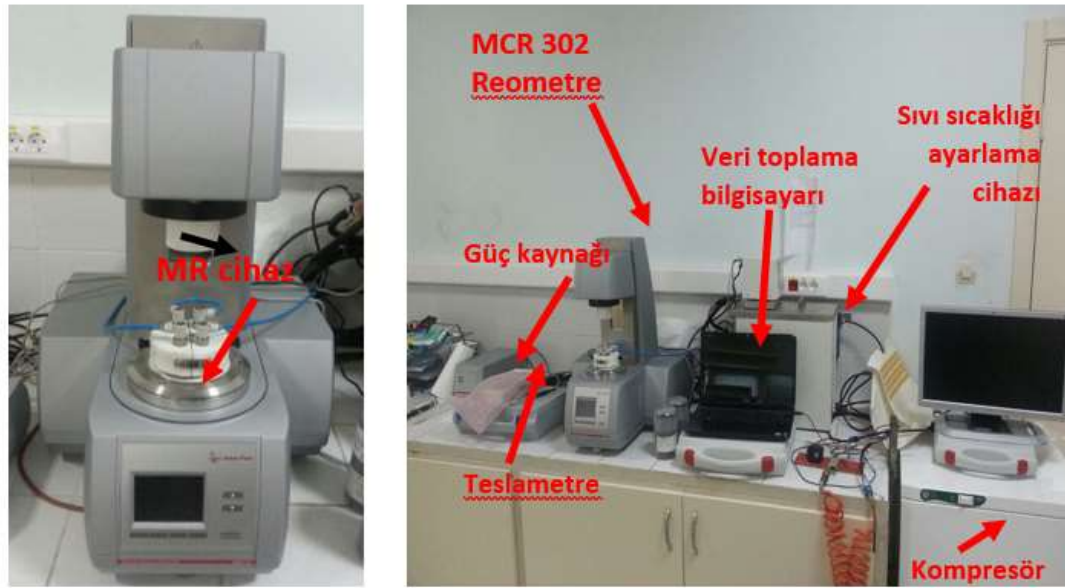 MR cihaz
MCR 302
Reometre
Sıvı sıcaklığı
ayarlama
cihazı
Veri toplama
bilgisayarı
Güç kaynağı
Teslametre
Kompresör